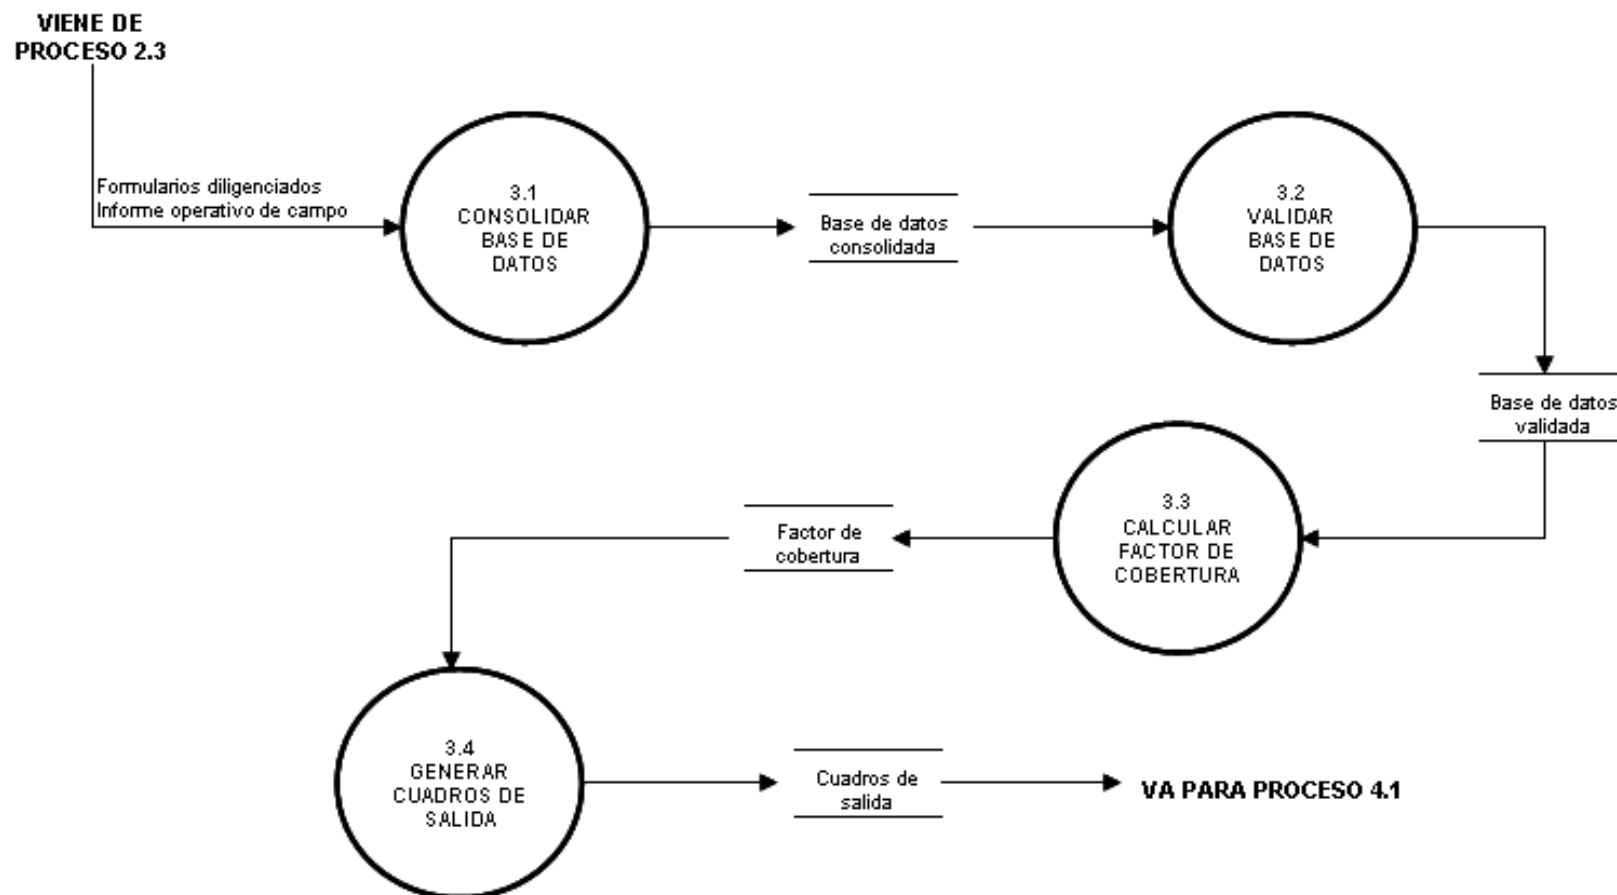 VIENE DE
PROCESO 2.3
Formularios diligenciados
Informe operativo de campo
3.1
CONSOLIDAR
BASE DE
DATOS
Base de datos
consolidada
3.2
VALIDAR
BASE DE
DATOS
Base de datos
validada
3.3
CALCULAR
FACTOR DE
COBERTURA
Factor de
cobertura
3.4
GENERAR
CUADROS DE
SALIDA
Cuadros de
salida
VA PARA PROCESO 4.1